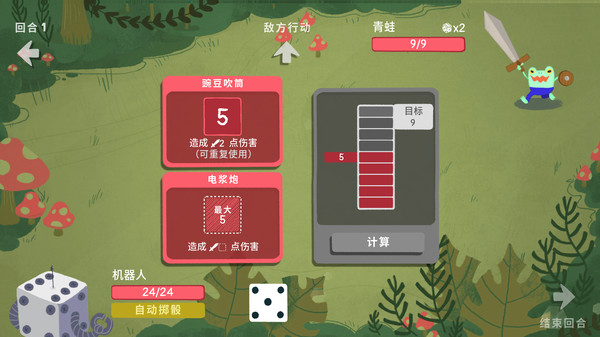 回合 1
敌方行动
青蛙
x2
9/9
豌豆吹筒
5
造成 2 点伤害
(可重复使用)
电浆炮
最大
5
造成 点伤害
目标
9
5
计算
机器人
24/24
自动掷骰
结束回合